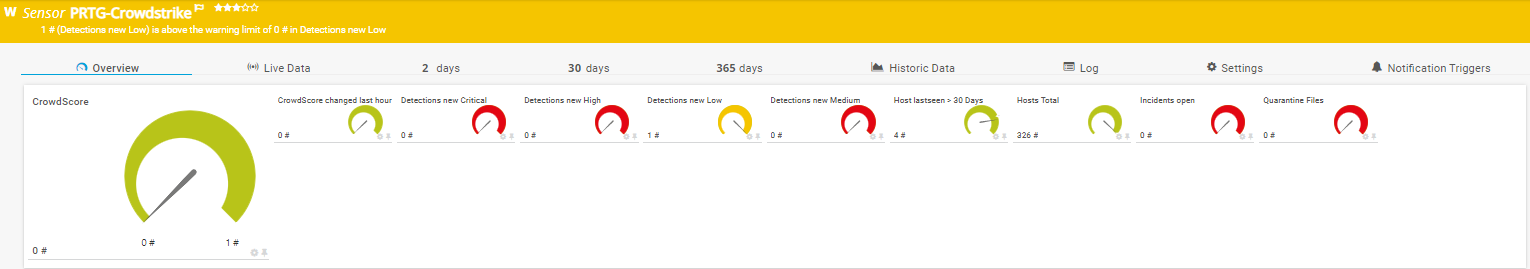 W Sensor PRTG-Crowdstrike
1 # (Detections new Low) is above the warning limit of 0 # in Detections new Low
Overview Live Data 2 days 30 days 365 days Historic Data Log Settings Notification Triggers
CrowdScore
0 # 1 #
0 #
CrowdScore changed last hour
0 #
Detections new Critical
0 #
Detections new High
0 #
Detections new Low
1 #
Detections new Medium
0 #
Host lastseen > 30 Days
4 #
Hosts Total
326 #
Incidents open
0 #
Quarantine Files
0 #